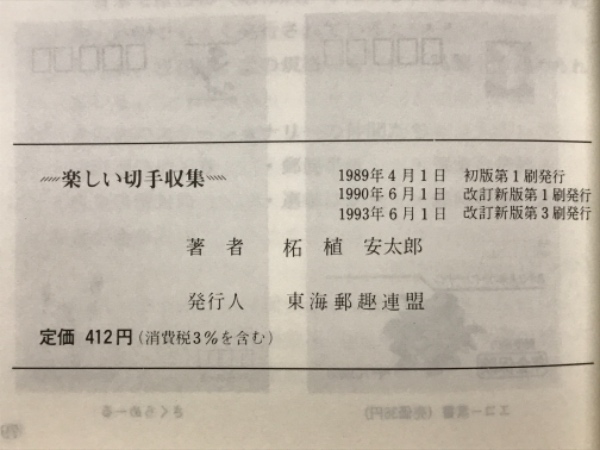 楽しい切手収集
1989年4月1日 初版第1刷発行
1990年6月1日 改訂新版第1刷発行
1993年6月1日 改訂新版第3刷発行
著者 柘植 安太郎
発行人 東海郵趣連盟
定価 412円(消費税3%を含む)